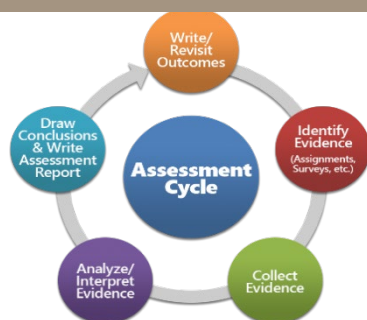 Write/
Revisit
Outcomes
Identify
Evidence
(Assignments,
Surveys, etc.)
Collect
Evidence
Analyze/
Interpret
Evidence
Draw
Conclusions
& Write
Assessment
Report
Assessment
Cycle